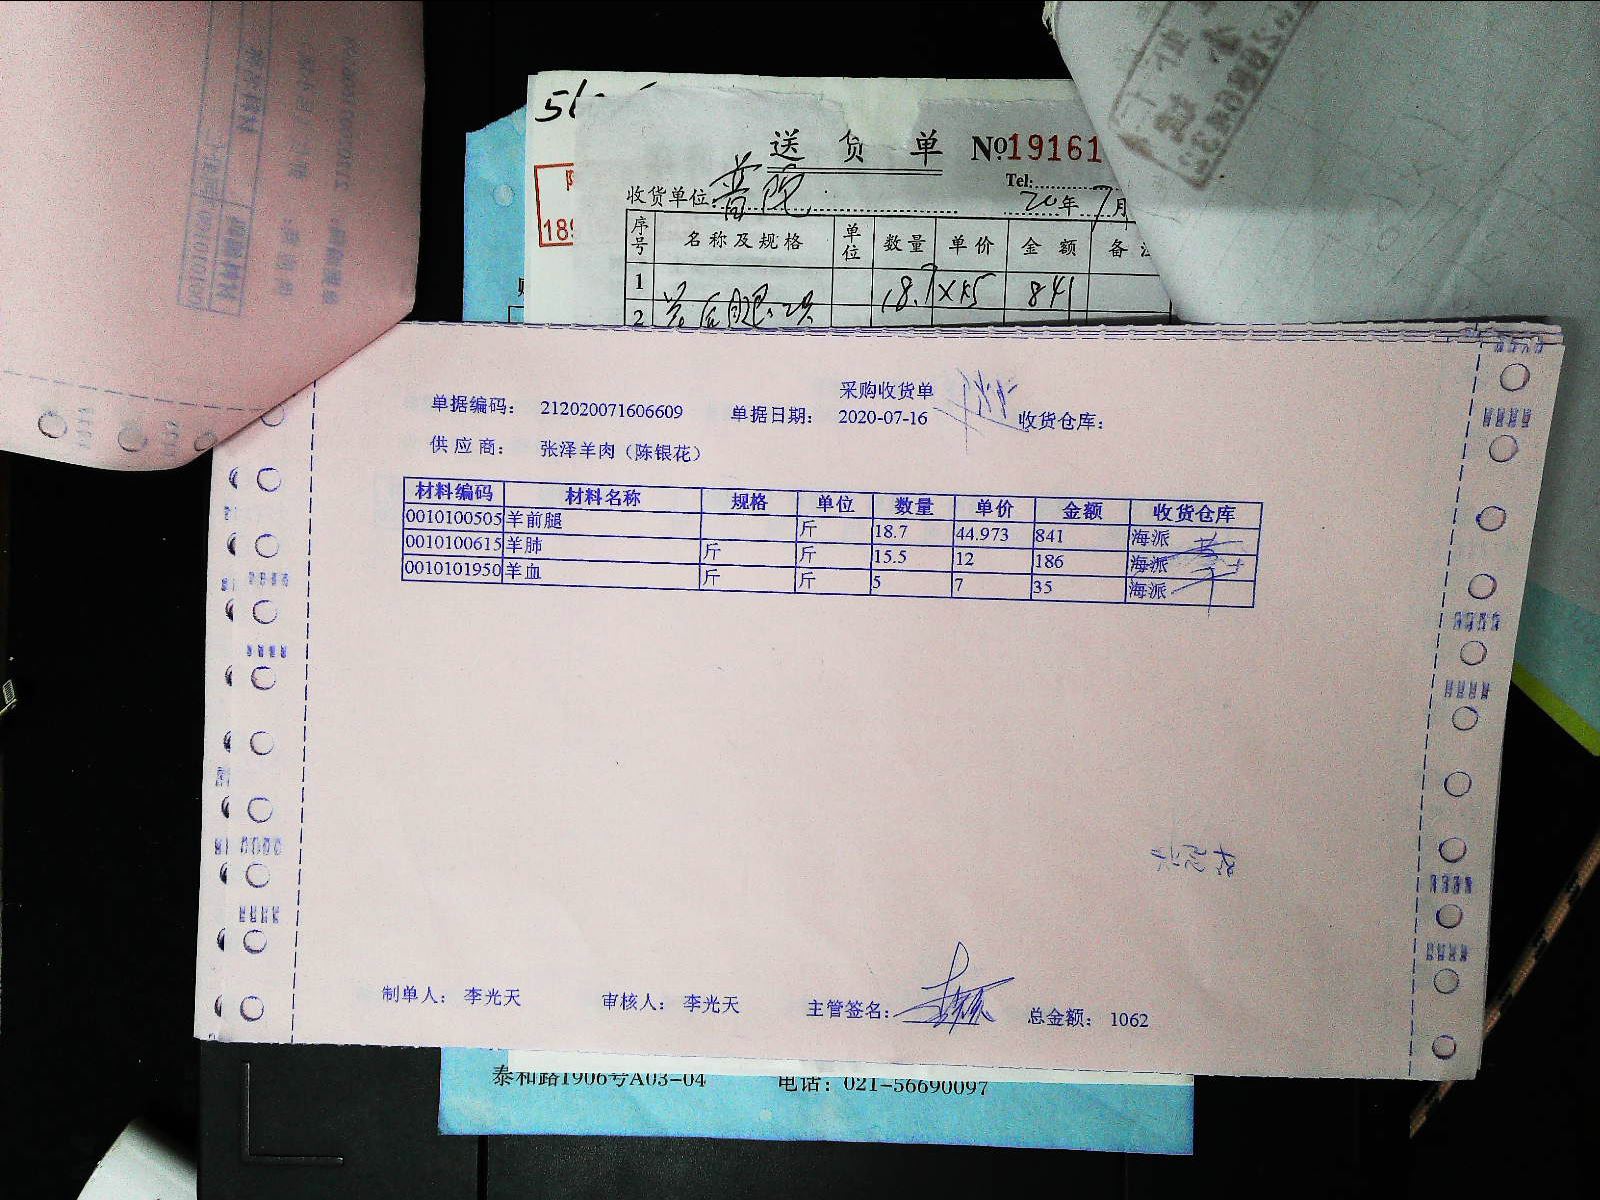 送 货 单 №19161
Tel:
收货单位: 普陀 20年7月
序号 名称及规格 单位 数量 单价 金额 备
1 18.7 X45 841
2
189
采购收货单
单据编码: 212020071606609 单据日期: 2020-07-16 收货仓库:
供应商: 张泽羊肉（陈银花）
材料编码 材料名称 规格 单位 数量 单价 金额 收货仓库
0010100505 羊前腿 斤 18.7 44.973 841 海派
0010100615 羊肺 斤 斤 15.5 12 186 海派
0010101950 羊血 斤 斤 5 7 35 海派
制单人: 李光天 审核人: 李光天 主管签名: 总金额: 1062
泰和路1906号A03-04 电话: 021-56690097